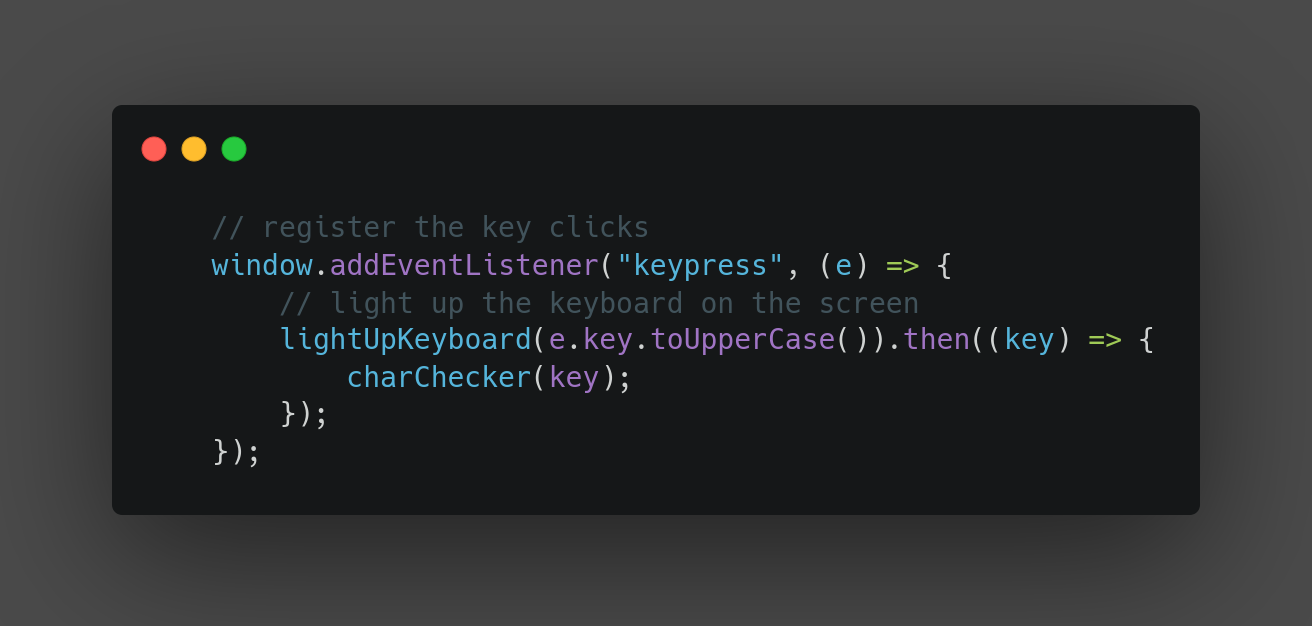 // register the key clicks
window.addEventListener("keypress", (e) => {
    // light up the keyboard on the screen
    lightUpKeyboard(e.key.toUpperCase()).then((key) => {
        charChecker(key);
    });
});